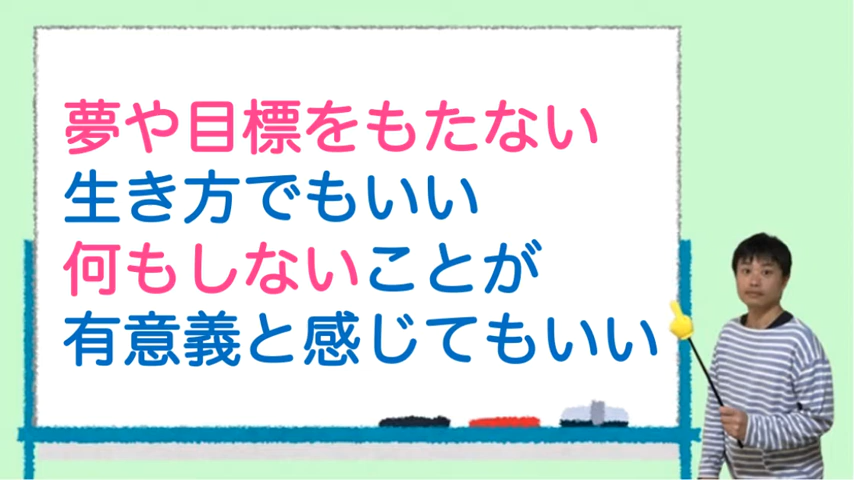 夢や目標をもたない
生き方でもいい
何もしないことが
有意義と感じてもいい